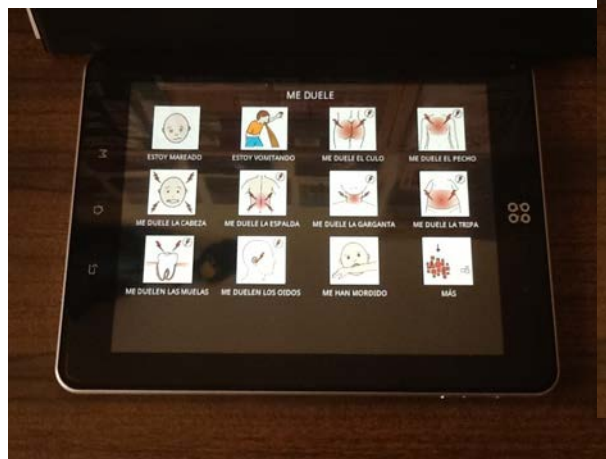 ME DUELE
ESTOY MAREADO ESTOY VOMITANDO ME DUELE EL CULO ME DUELE EL PECHO
ME DUELE LA CABEZA ME DUELE LA ESPALDA ME DUELE LA GARGANTA ME DUELE LA TRIPA
ME DUELEN LAS MUELAS ME DUELEN LOS OIDOS ME HAN MORDIDO MÁS